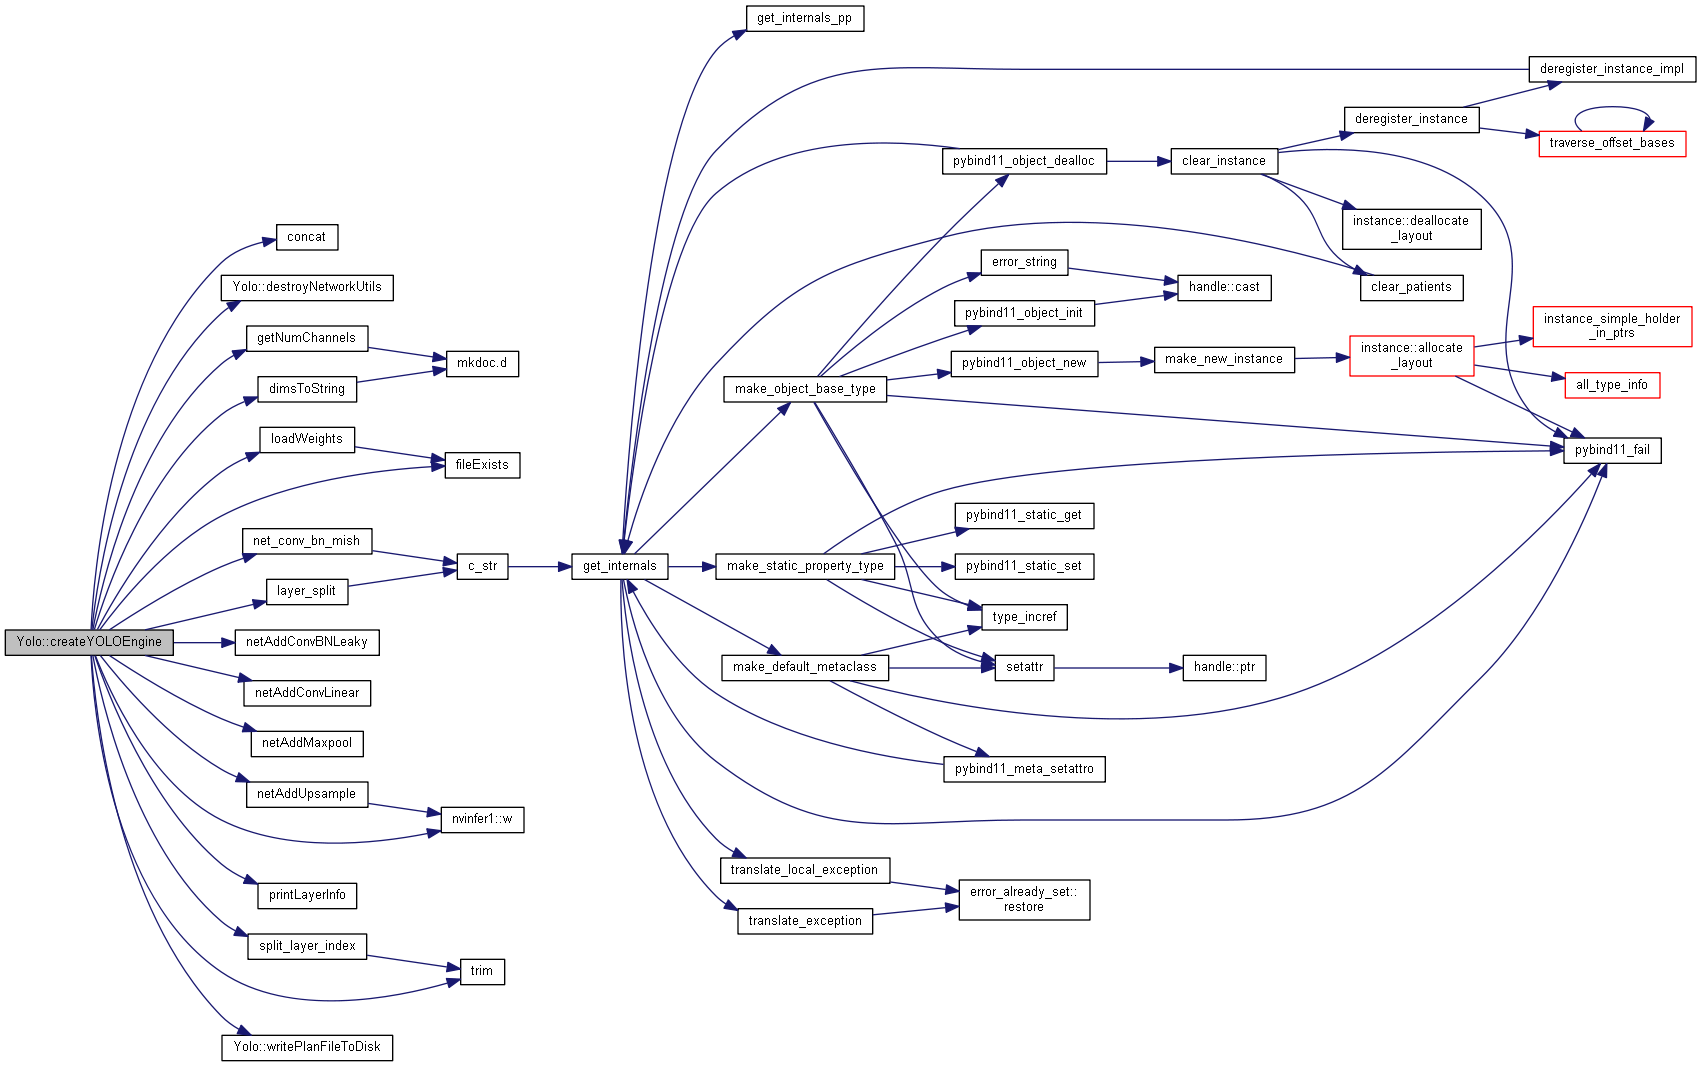 get_internals_pp
deregister_instance_impl
deregister_instance
traverse_offset_bases
pybind11_object_dealloc
clear_instance
instance::deallocate
_layout
concat
error_string
clear_patients
Yolo::destroyNetworkUtils
handle::cast
pybind11_object_init
instance_simple_holder
_in_ptrs
getNumChannels
mkdoc.d
pybind11_object_new
make_new_instance
instance::allocate
_layout
dimsToString
make_object_base_type
all_type_info
loadWeights
fileExists
pybind11_fail
pybind11_static_get
net_conv_bn_mish
c_str
get_internals
make_static_property_type
pybind11_static_set
layer_split
type_incref
Yolo::createYOLOEngine
netAddConvBNLeaky
make_default_metaclass
setattr
handle::ptr
netAddConvLinear
netAddMaxpool
pybind11_meta_setattro
netAddUpsample
nvinfer1::w
translate_local_exception
printLayerInfo
error_already_set::
restore
translate_exception
split_layer_index
trim
Yolo::writePlanFileToDisk